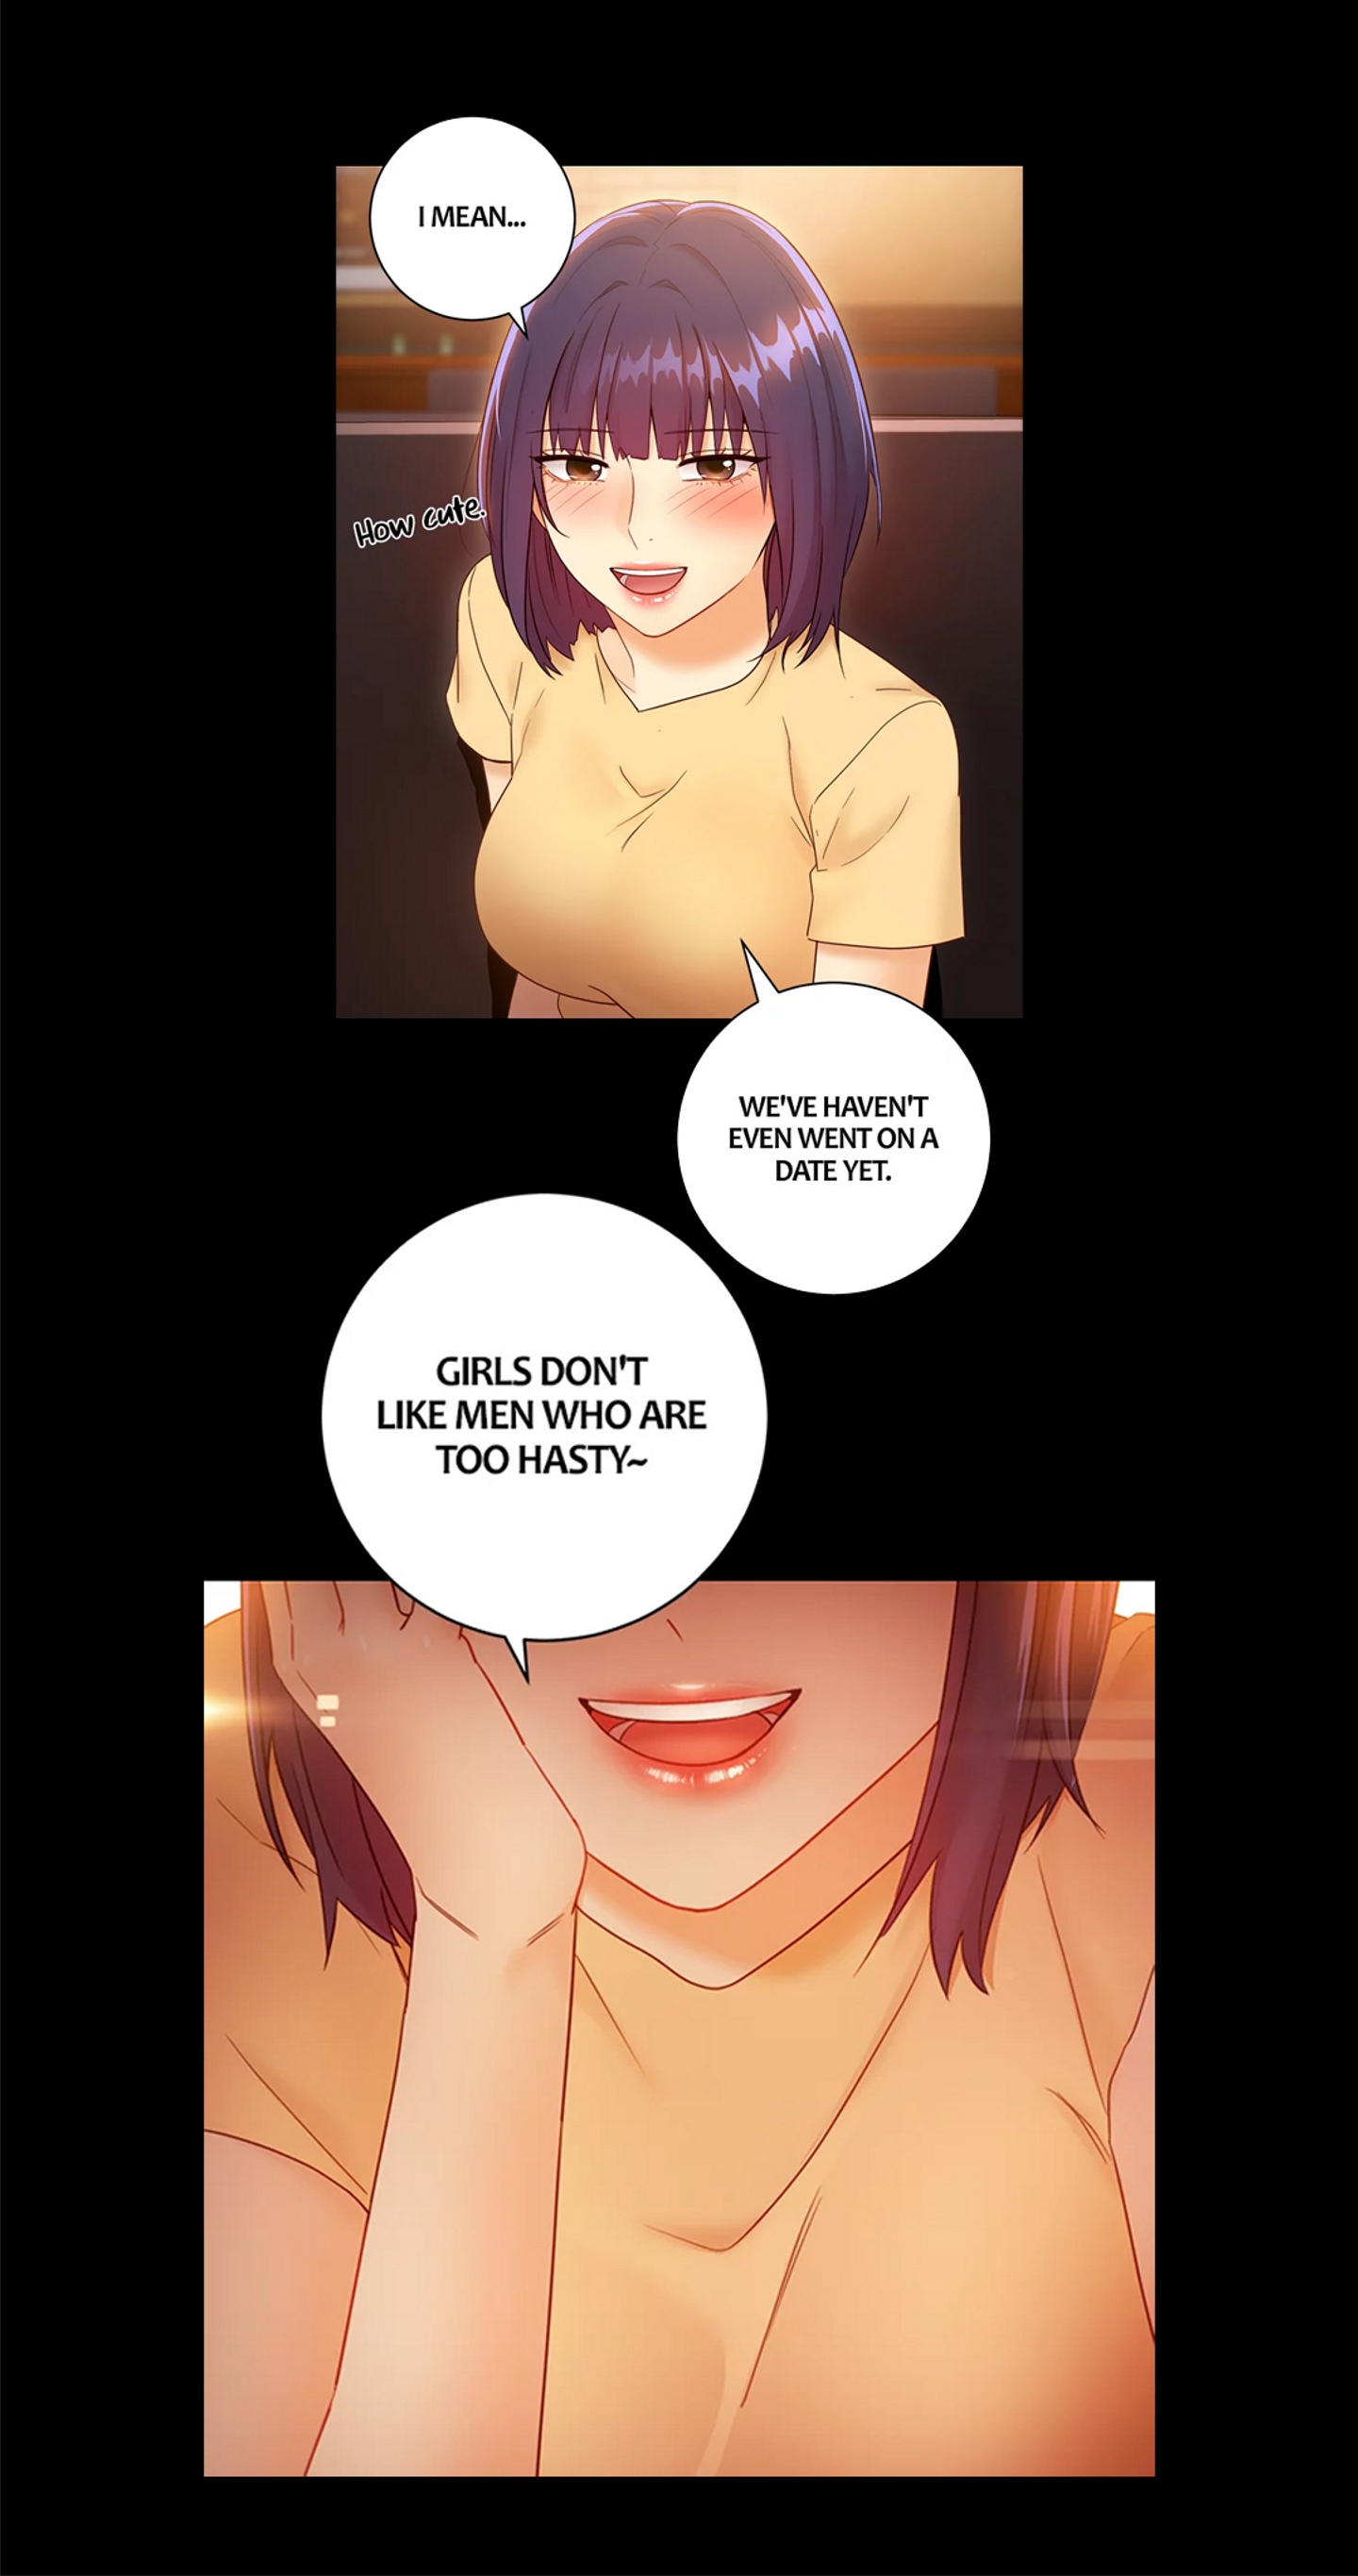 I MEAN...
How cute.
WE'VE HAVEN'T
EVEN WENT ON A
DATE YET.
GIRLS DON'T
LIKE MEN WHO ARE
TOO HASTY~